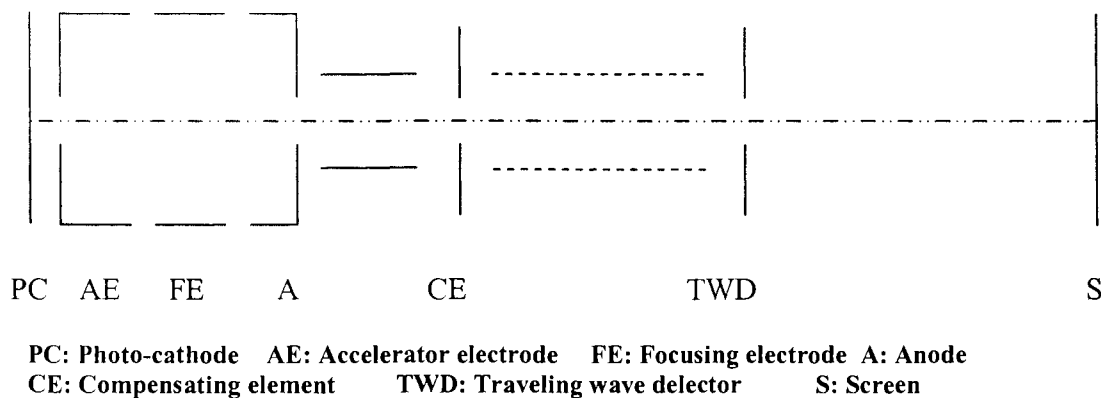 PC AE FE A CE TWD S
PC: Photo-cathode AE: Accelerator electrode FE: Focusing electrode A: Anode
CE: Compensating element TWD: Traveling wave delector S: Screen